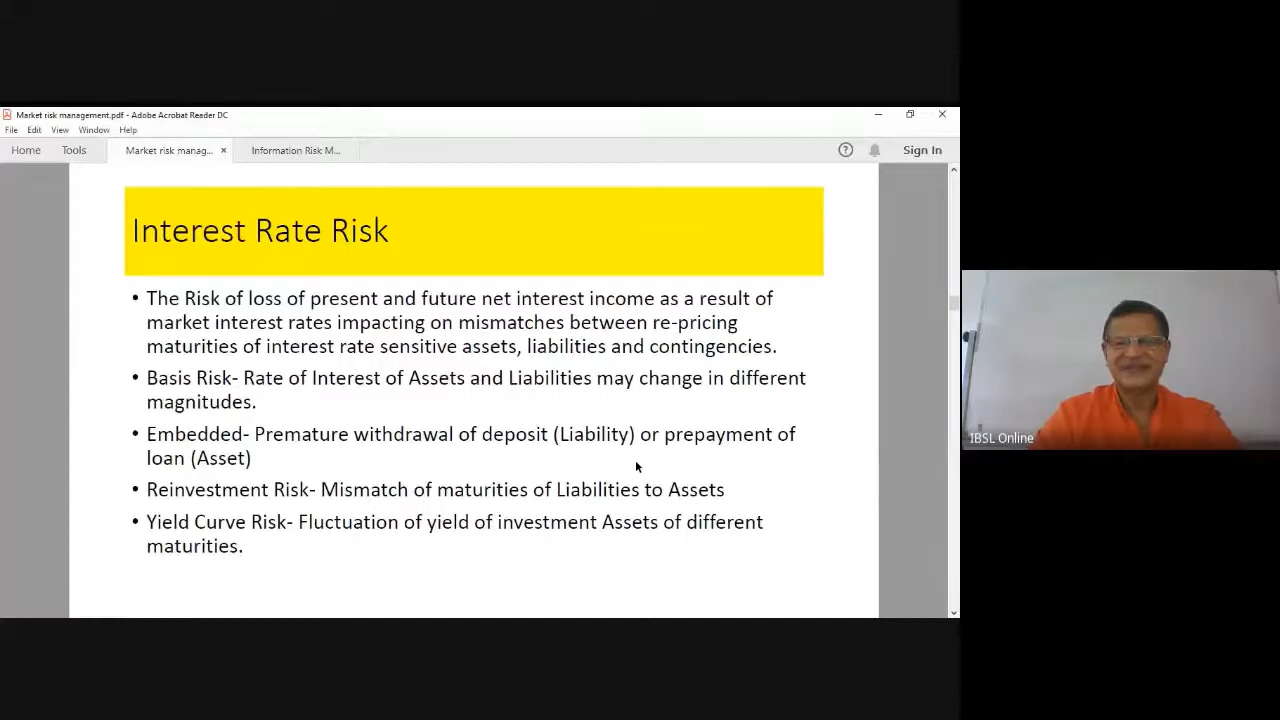 Market risk management.pdf - Adobe Acrobat Reader DC
File Edit View Window Help
Home Tools Market risk manag... × Information Risk M... Sign In
Interest Rate Risk
• The Risk of loss of present and future net interest income as a result of
market interest rates impacting on mismatches between re-pricing
maturities of interest rate sensitive assets, liabilities and contingencies.
• Basis Risk- Rate of Interest of Assets and Liabilities may change in different
magnitudes.
• Embedded- Premature withdrawal of deposit (Liability) or prepayment of
loan (Asset)
• Reinvestment Risk- Mismatch of maturities of Liabilities to Assets
• Yield Curve Risk- Fluctuation of yield of investment Assets of different
maturities.
IBSL Online